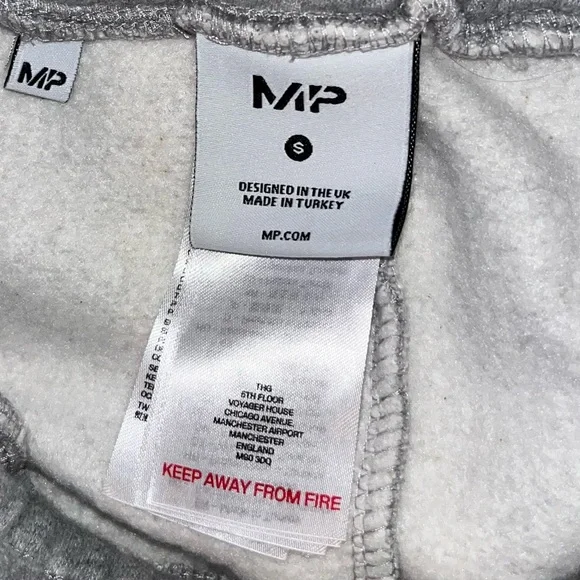 MP
MP
S
DESIGNED IN THE UK
MADE IN TURKEY
MP.COM
THG
5TH FLOOR
VOYAGER HOUSE
CHICAGO AVENUE,
MANCHESTER AIRPORT
MANCHESTER
ENGLAND
M90 3DQ
KEEP AWAY FROM FIRE